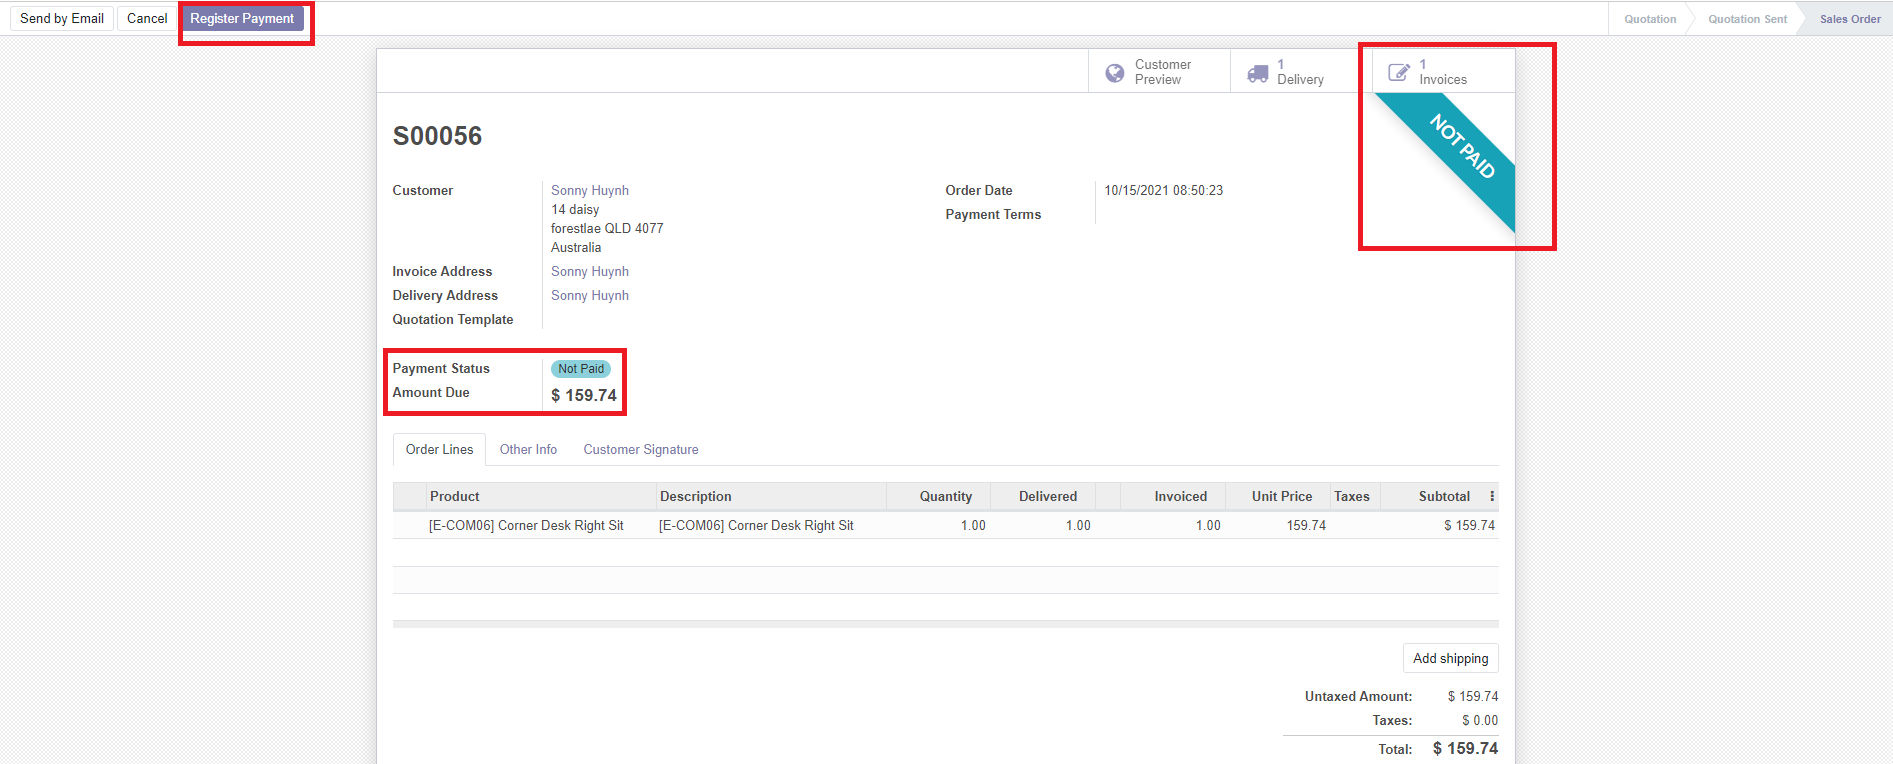 Send by Email Cancel Register Payment Quotation Quotation Sent Sales Order
Customer Preview 1 Delivery 1 Invoices
NOT PAID
S00056
Customer Sonny Huynh Order Date 10/15/2021 08:50:23
14 daisy Payment Terms
forestlae QLD 4077
Australia
Invoice Address Sonny Huynh
Delivery Address Sonny Huynh
Quotation Template
Payment Status Not Paid
Amount Due $ 159.74
Order Lines Other Info Customer Signature
Product Description Quantity Delivered Invoiced Unit Price Taxes Subtotal
[E-COM06] Corner Desk Right Sit [E-COM06] Corner Desk Right Sit 1.00 1.00 1.00 159.74 $ 159.74
Add shipping
Untaxed Amount: $ 159.74
Taxes: $ 0.00
Total: $ 159.74